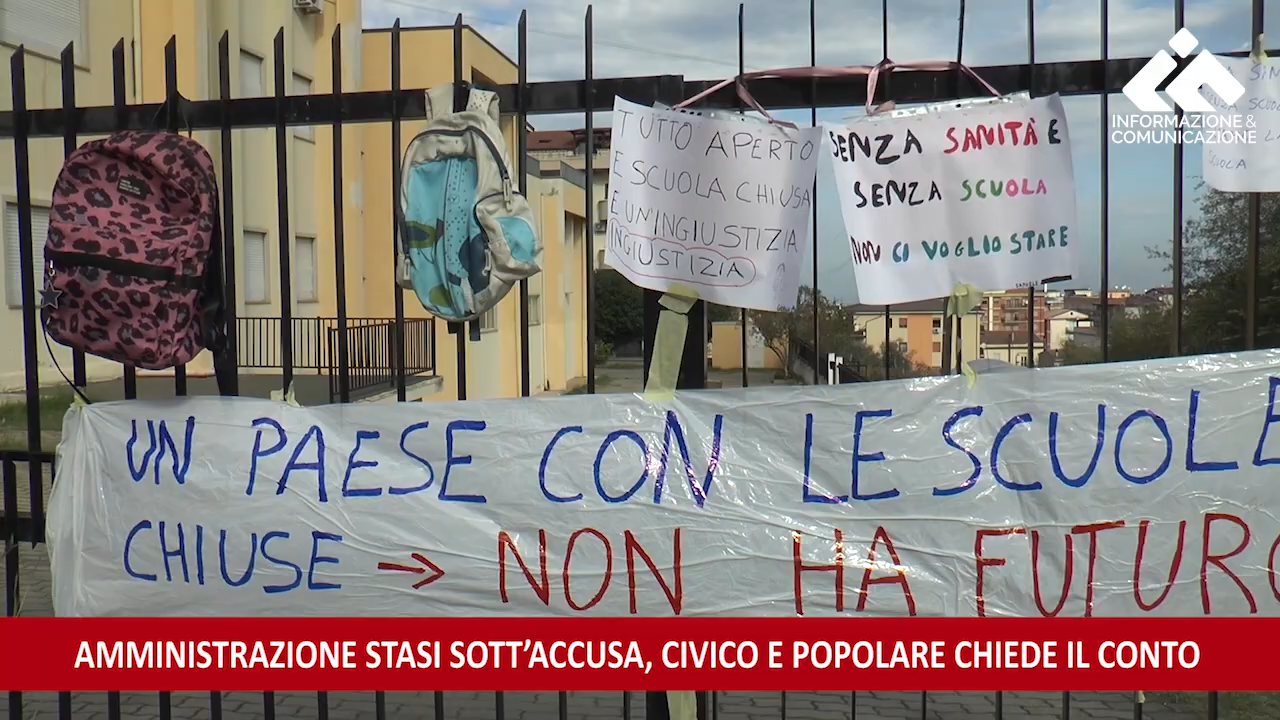 INFORMAZIONE &
COMUNICAZIONE
TUTTO APERTO
E SCUOLA CHIUSA
È UN'INGIUSTIZIA
INGIUSTIZIA
SENZA SANITÀ E
SENZA SCUOLA
NON CI VOGLIO STARE
UN PAESE CON LE SCUOLE
CHIUSE → NON HA FUTURO
AMMINISTRAZIONE STASI SOTT'ACCUSA, CIVICO E POPOLARE CHIEDE IL CONTO